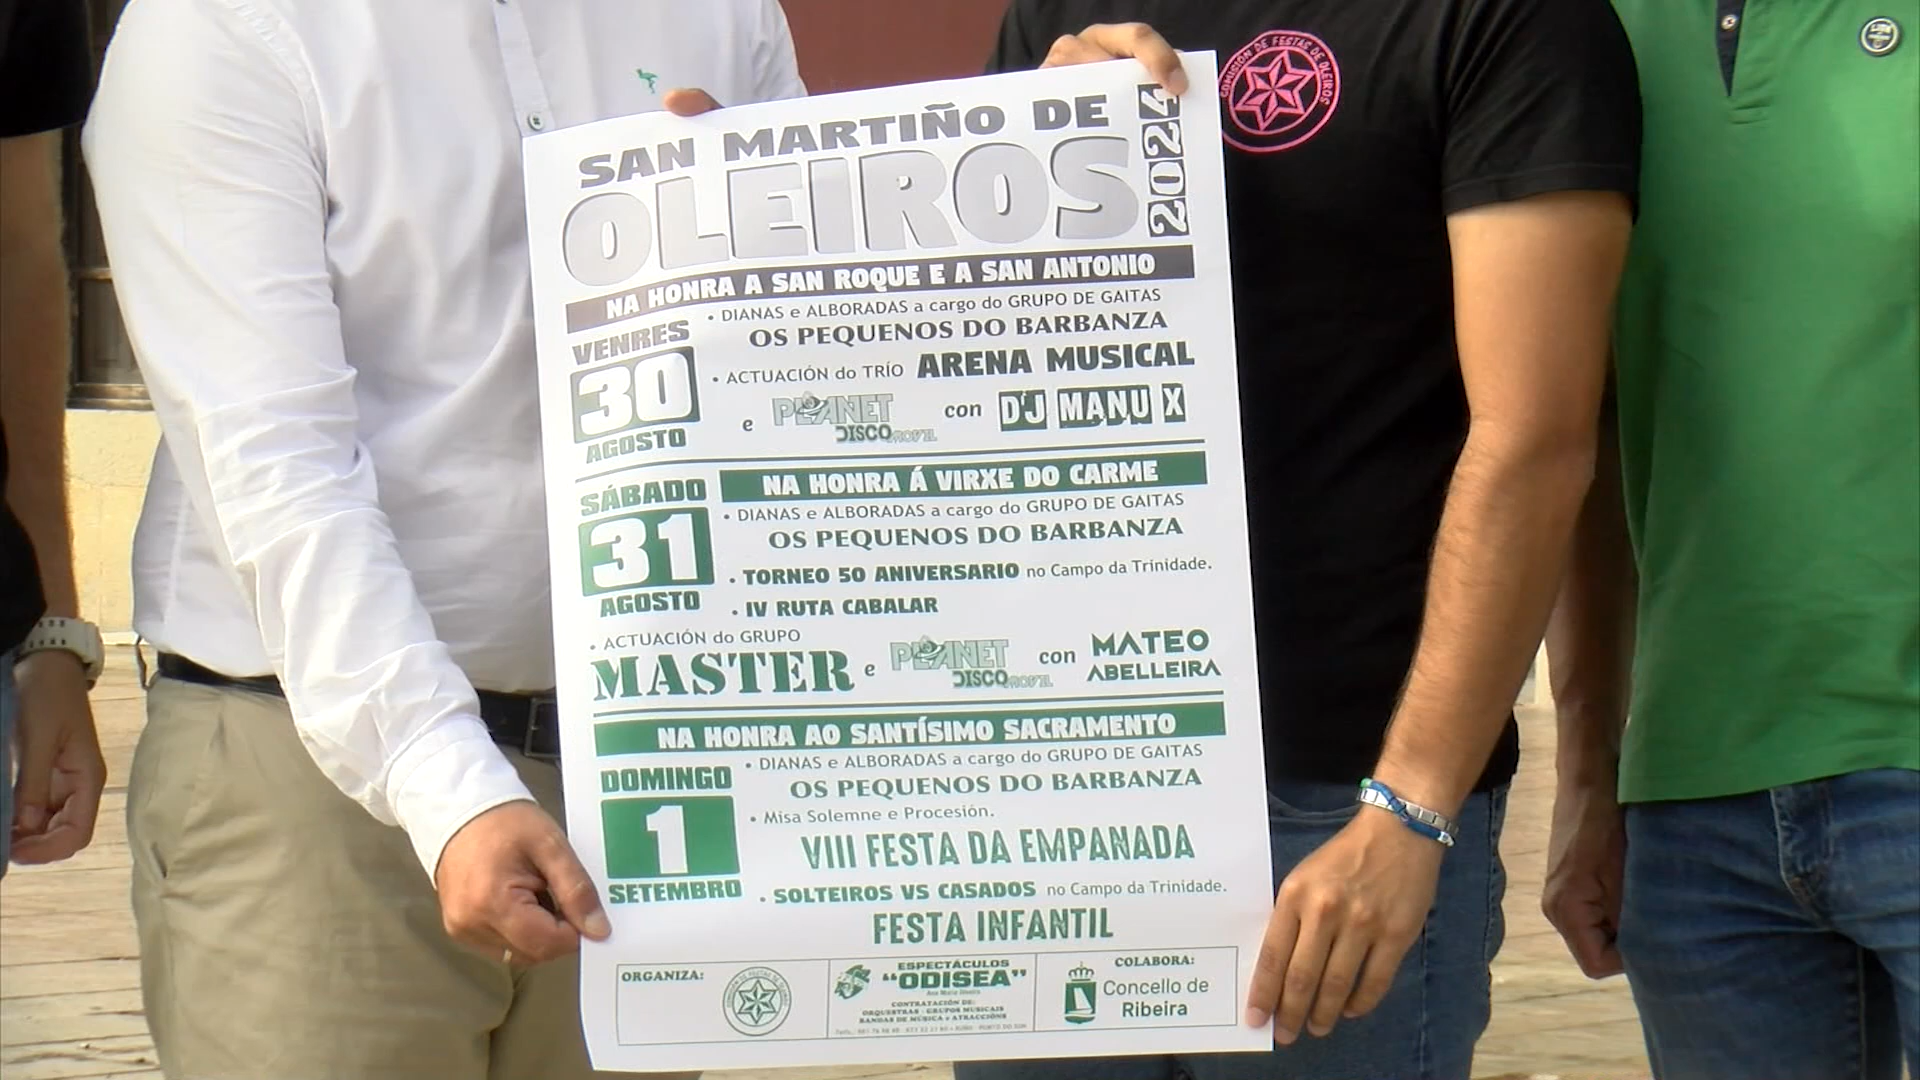 COMISIÓN DE FESTAS DE OLEIROS
SAN MARTIÑO DE
OLEIROS
2024
NA HONRA A SAN ROQUE E A SAN ANTONIO
VENRES
30
AGOSTO
• DIANAS e ALBORADAS a cargo do GRUPO DE GAITAS
OS PEQUENOS DO BARBANZA
• ACTUACIÓN do TRÍO ARENA MUSICAL
e PLANET DISCO MOVIL con DJ MANU X
SÁBADO
31
AGOSTO
NA HONRA Á VIRXE DO CARME
• DIANAS e ALBORADAS a cargo do GRUPO DE GAITAS
OS PEQUENOS DO BARBANZA
• TORNEO 50 ANIVERSARIO no Campo da Trinidade.
• IV RUTA CABALAR
• ACTUACIÓN do GRUPO
MASTER e PLANET DISCO MOVIL con MATEO ABELLEIRA
NA HONRA AO SANTÍSIMO SACRAMENTO
DOMINGO
1
SETEMBRO
• DIANAS e ALBORADAS a cargo do GRUPO DE GAITAS
OS PEQUENOS DO BARBANZA
• Misa Solemne e Procesión.
VIII FESTA DA EMPANADA
• SOLTEIROS VS CASADOS no Campo da Trinidade.
FESTA INFANTIL
ORGANIZA:
ESPECTÁCULOS
"ODISEA"
CONTRATACIÓN DE:
ORQUESTRAS - GRUPOS MUSICAIS
BANDAS DE MÚSICA e ATRACCIÓNS
COLABORA:
Concello de
Ribeira